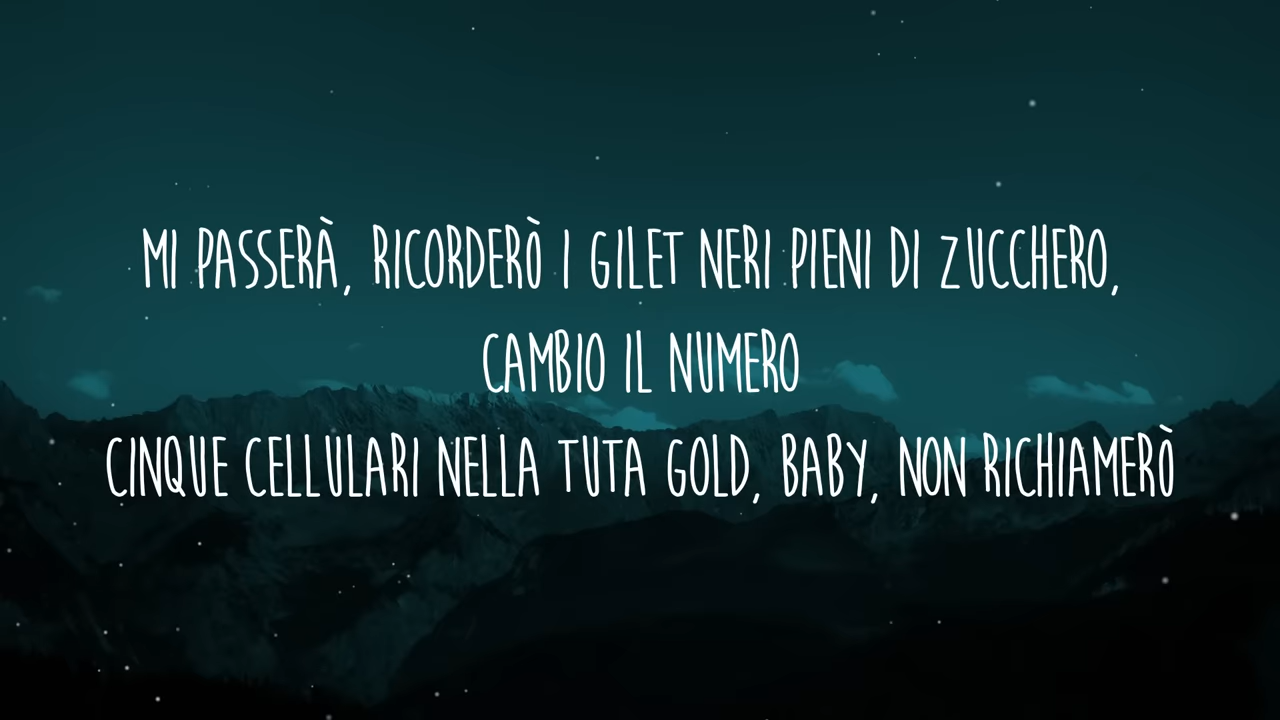 MI PASSERÀ, RICORDERÒ I GILET NERI PIENI DI ZUCCHERO,
CAMBIO IL NUMERO
CINQUE CELLULARI NELLA TUTA GOLD, BABY, NON RICHIAMERÒ